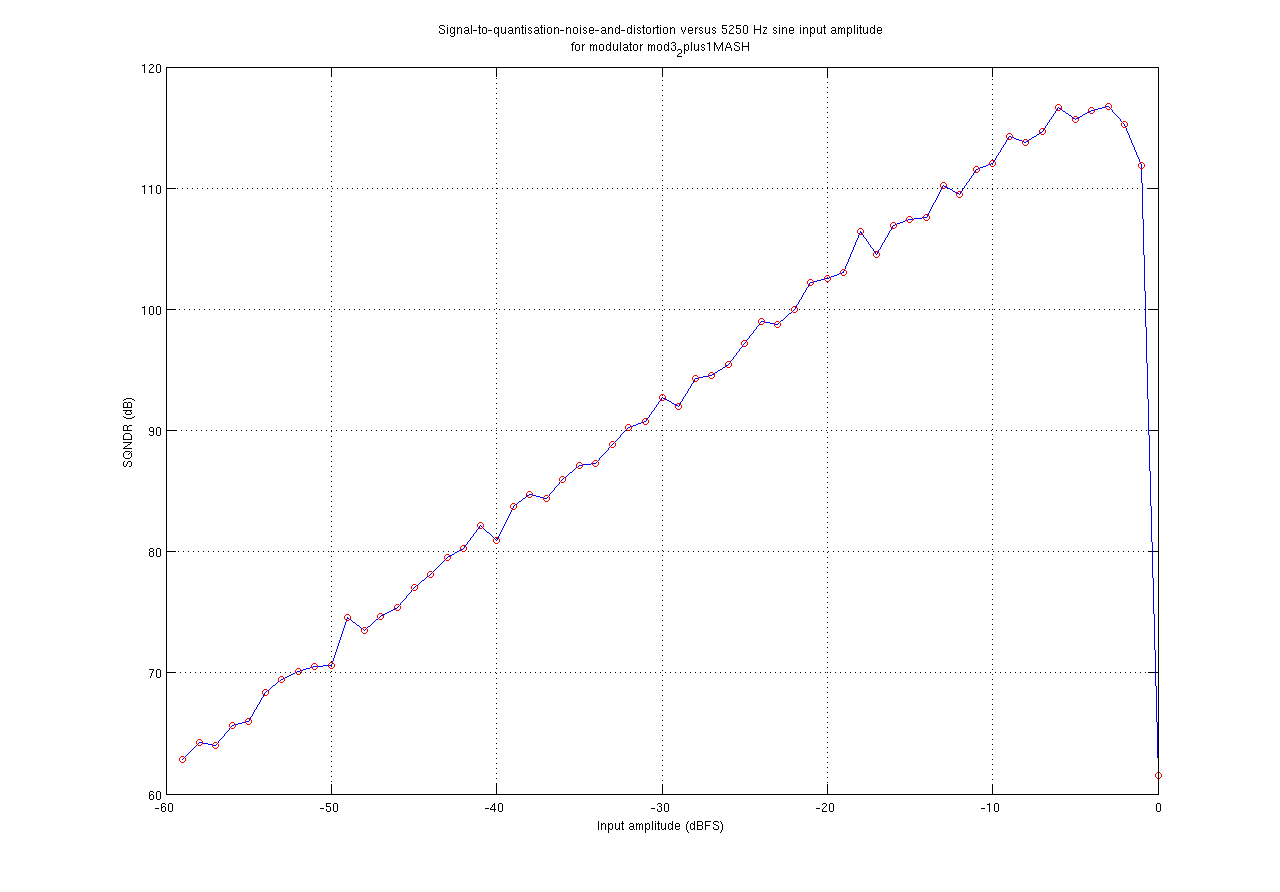 Signal-to-quantisation-noise-and-distortion versus 5250 Hz sine input amplitude
for modulator mod3₂plus1MASH
120
110
100
90
80
70
60
SQNDR (dB)
-60 -50 -40 -30 -20 -10 0
Input amplitude (dBFS)